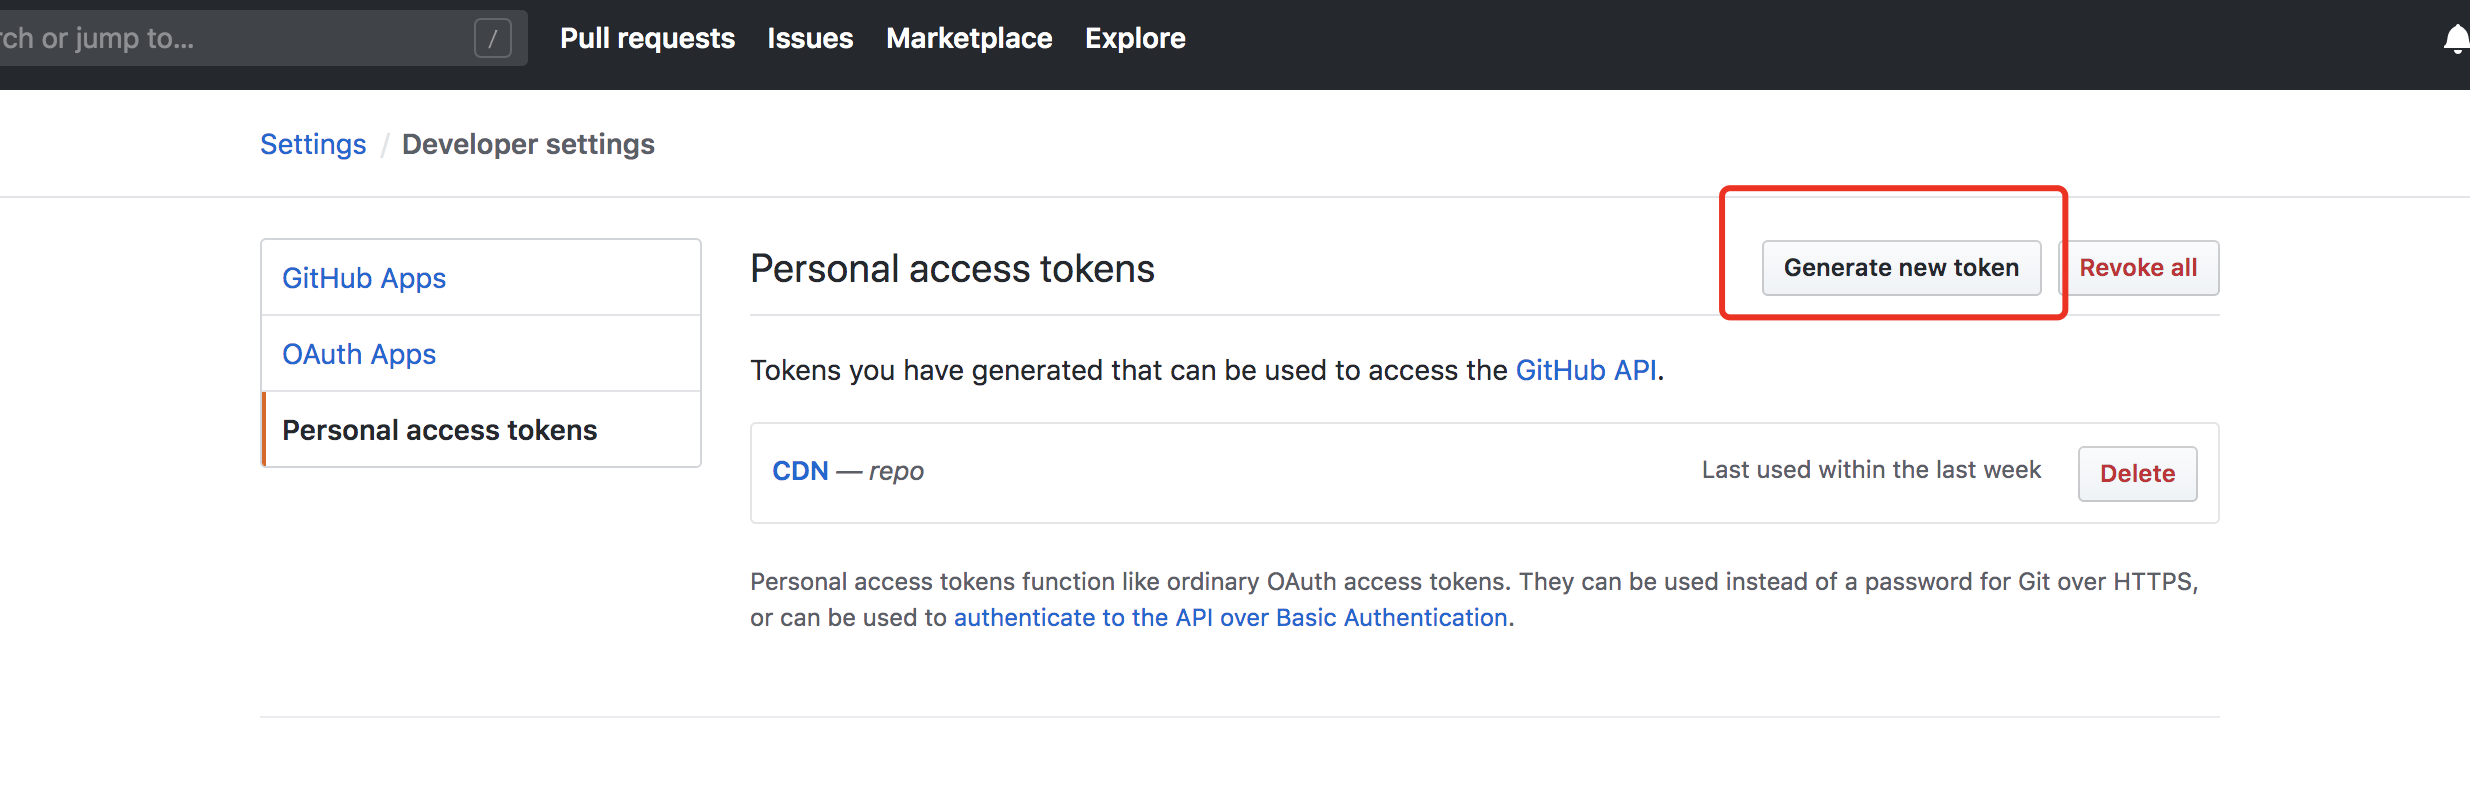 ch or jump to...
/
Pull requests Issues Marketplace Explore
Settings / Developer settings
GitHub Apps
OAuth Apps
Personal access tokens
Personal access tokens
Generate new token
Revoke all
Tokens you have generated that can be used to access the GitHub API.
CDN — repo
Last used within the last week
Delete
Personal access tokens function like ordinary OAuth access tokens. They can be used instead of a password for Git over HTTPS,
or can be used to authenticate to the API over Basic Authentication.